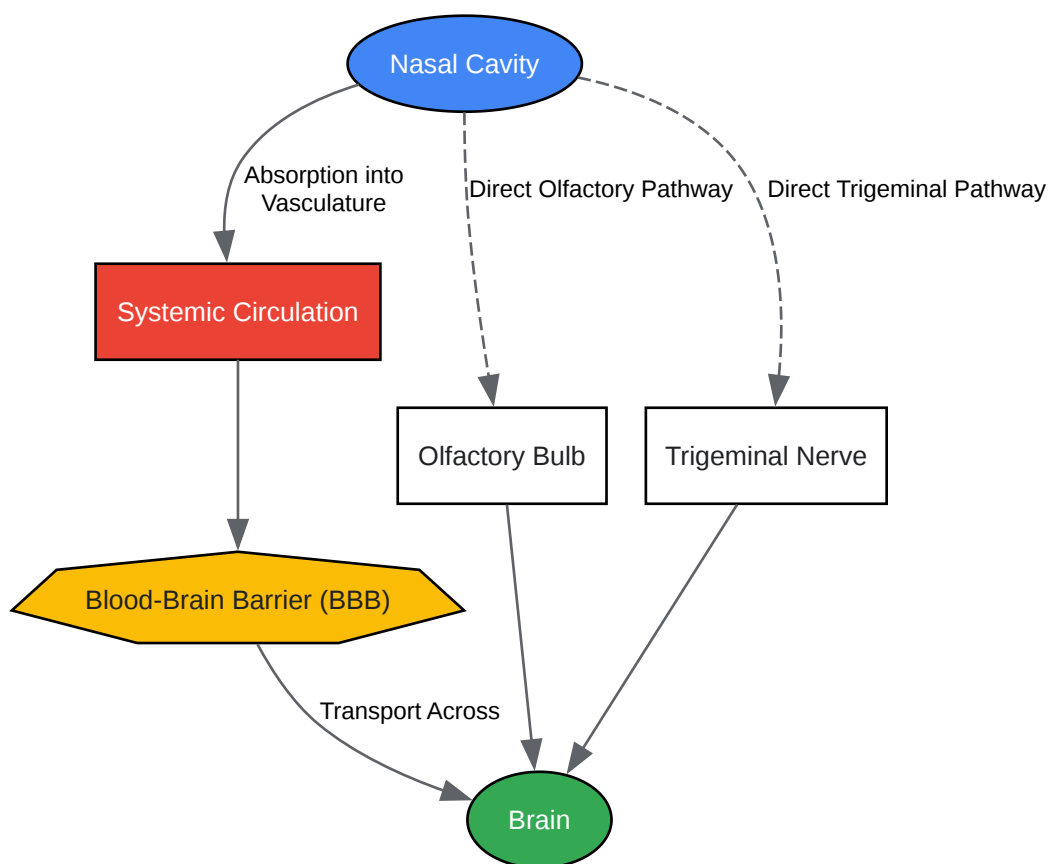 Nasal Cavity
Absorption into
Vasculature
Direct Olfactory Pathway
Direct Trigeminal Pathway
Systemic Circulation
Olfactory Bulb
Trigeminal Nerve
Blood-Brain Barrier (BBB)
Transport Across
Brain